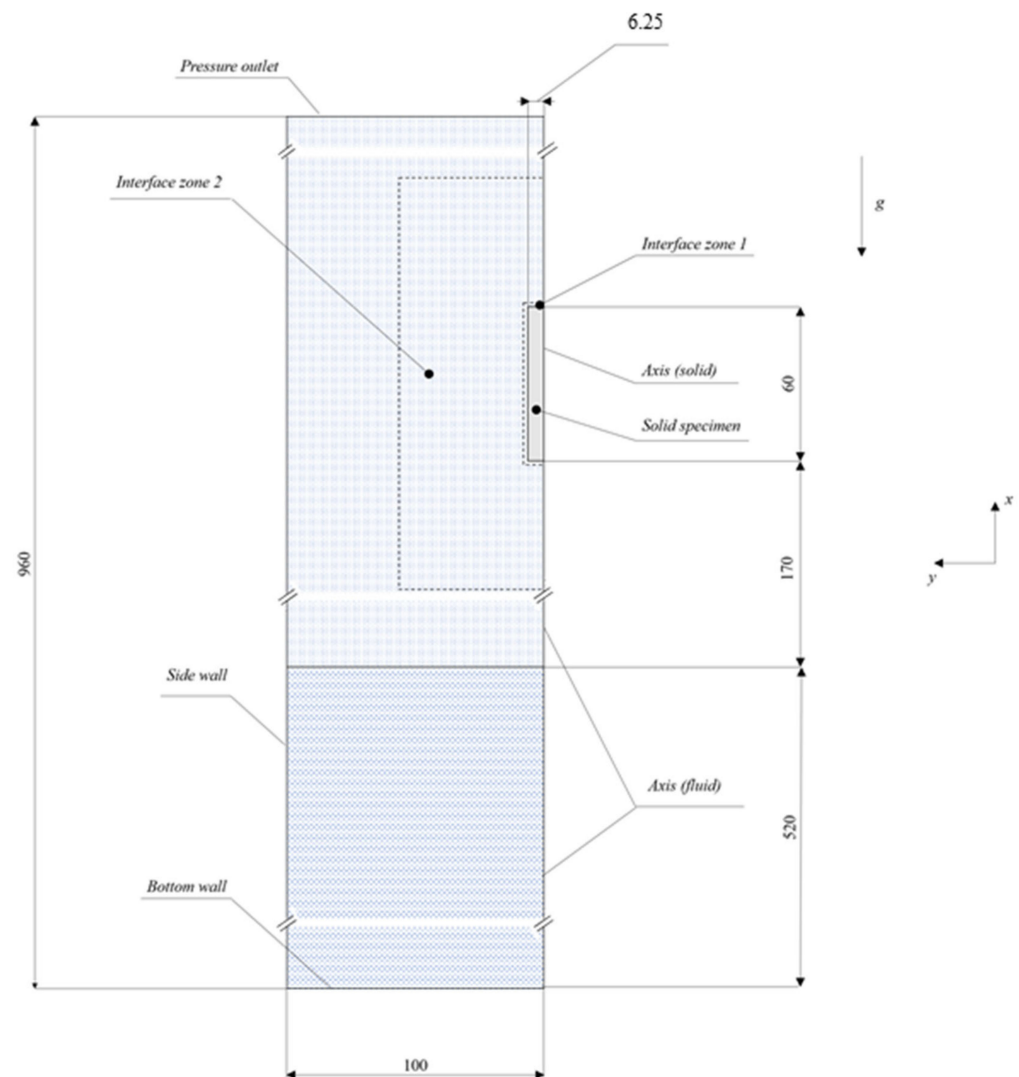 6.25
Pressure outlet
Interface zone 2
g
Interface zone 1
Axis (solid)
60
Solid specimen
x
960
170
y
Side wall
Axis (fluid)
520
Bottom wall
100